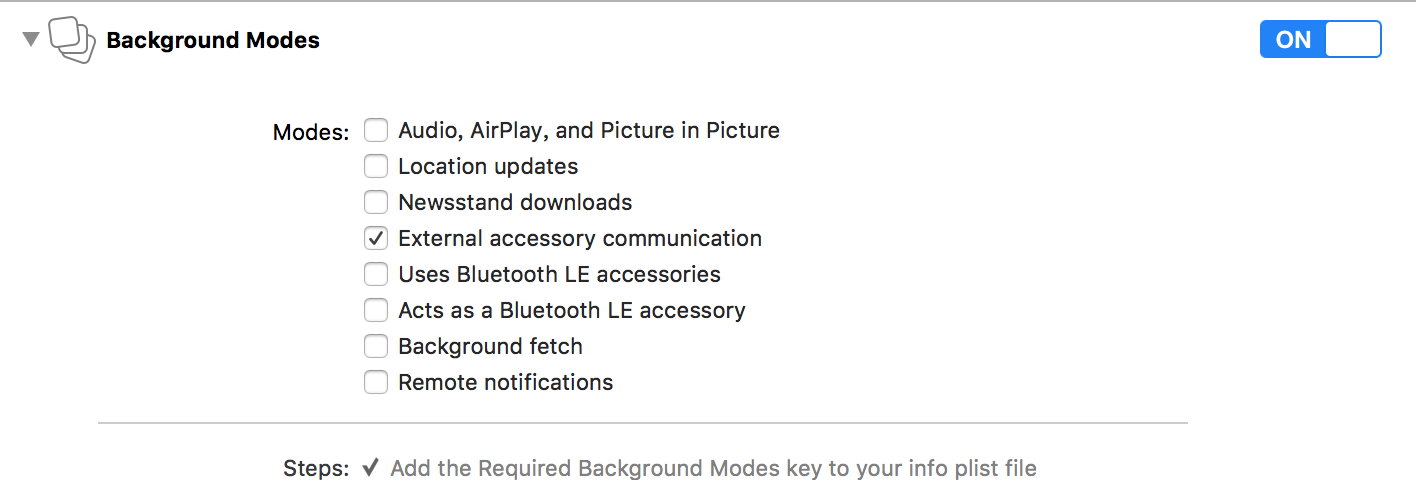 Background Modes
ON
Modes:
Audio, AirPlay, and Picture in Picture
Location updates
Newsstand downloads
External accessory communication
Uses Bluetooth LE accessories
Acts as a Bluetooth LE accessory
Background fetch
Remote notifications
Steps: Add the Required Background Modes key to your info plist file